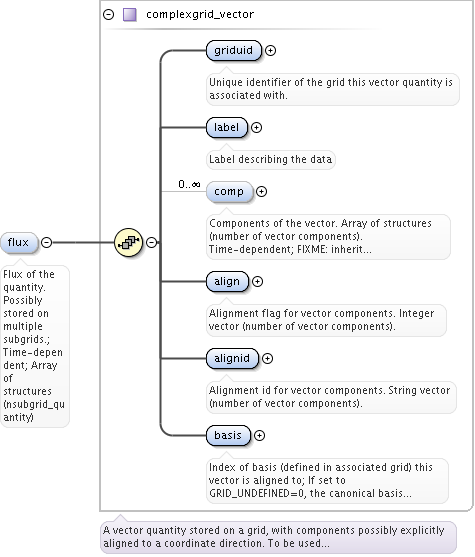 complexgrid_vector
griduid
Unique identifier of the grid this vector quantity is
associated with.
label
Label describing the data
0..∞
comp
Components of the vector. Array of structures
(number of vector components).
Time-dependent; FIXME: inherit...
flux
Flux of the
quantity.
Possibly
stored on
multiple
subgrids.;
Time-depen
dent; Array
of
structures
(nsubgrid_qu
antity)
align
Alignment flag for vector components. Integer
vector (number of vector components).
alignid
Alignment id for vector components. String vector
(number of vector components).
basis
Index of basis (defined in associated grid) this
vector is aligned to; If set to
GRID_UNDEFINED=0, the canonical basis...
A vector quantity stored on a grid, with components possibly explicitly
aligned to a coordinate direction. To be used...